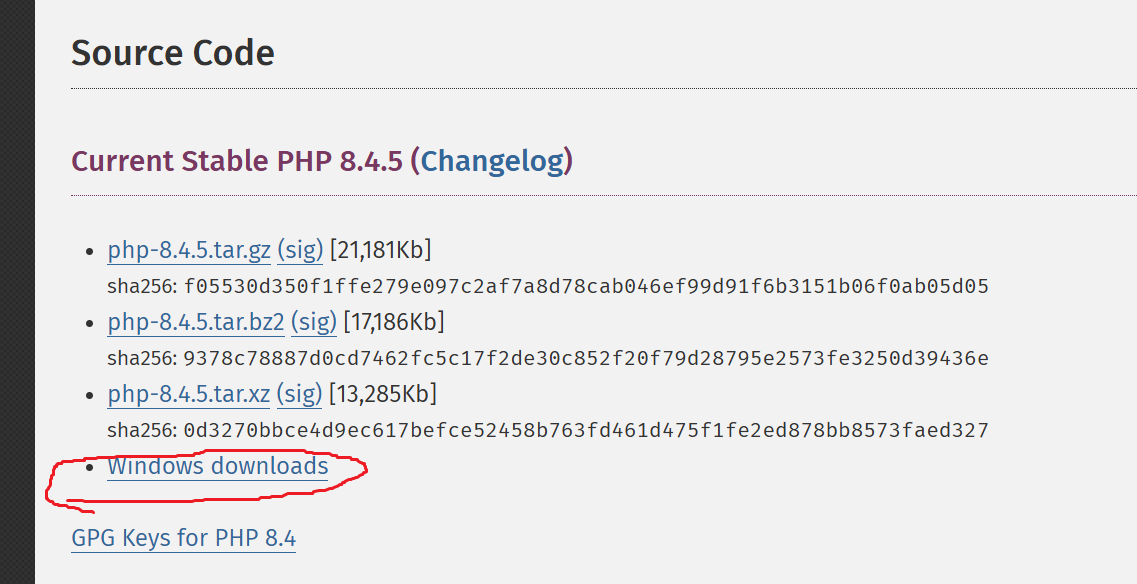 Source Code
Current Stable PHP 8.4.5 (Changelog)
php-8.4.5.tar.gz (sig) [21,181Kb]
sha256: f05530d350f1ffe279e097c2af7a8d78cab046ef99d91f6b3151b06f0ab05d05
php-8.4.5.tar.bz2 (sig) [17,186Kb]
sha256: 9378c78887d0cd7462fc5c17f2de30c852f20f79d28795e2573fe3250d39436e
php-8.4.5.tar.xz (sig) [13,285Kb]
sha256: 0d3270bbce4d9ec617befce52458b763fd461d475f1fe2ed878bb8573faed327
Windows downloads
GPG Keys for PHP 8.4